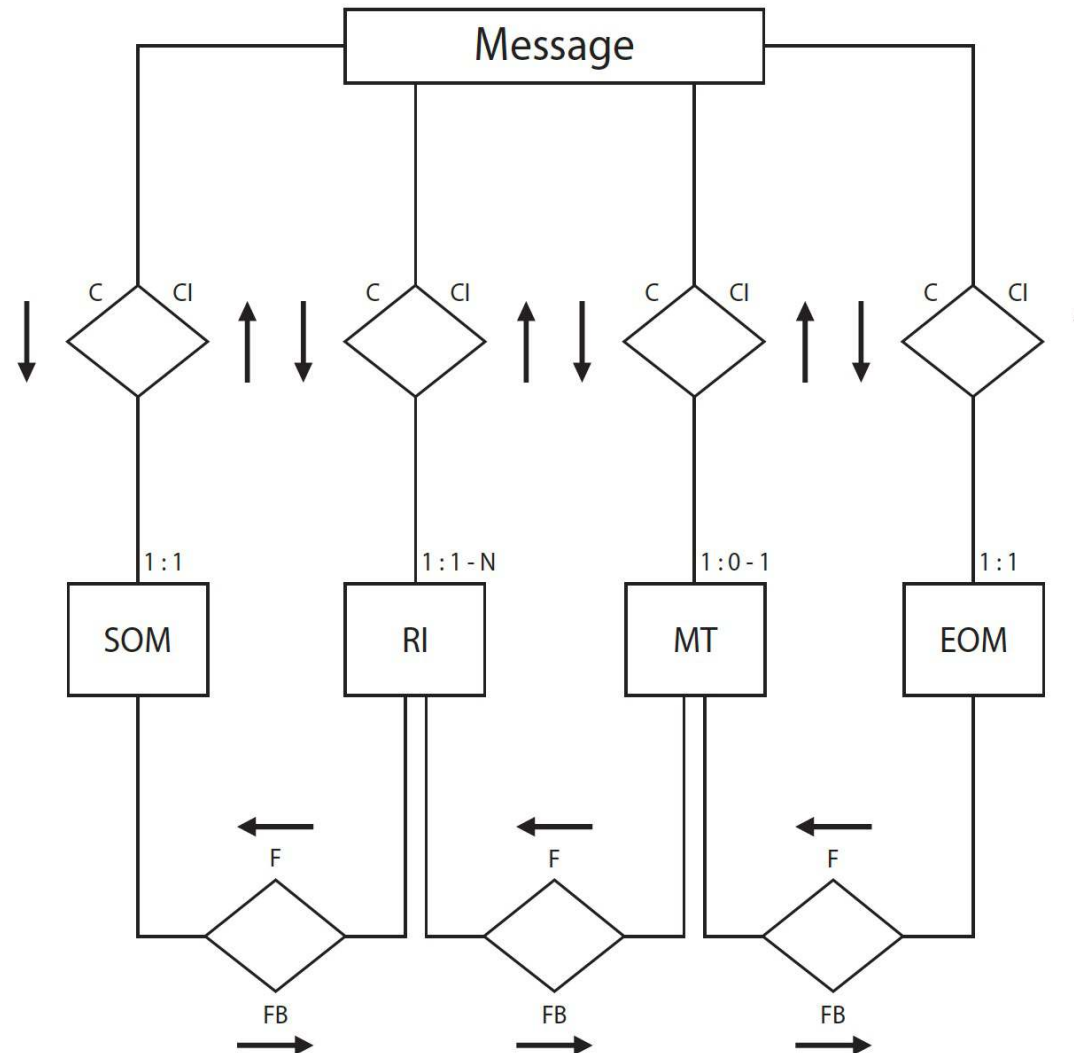 Message
C CI C CI C CI C CI
1 : 1 1 : 1 - N 1 : 0 - 1 1 : 1
SOM RI MT EOM
F F F
FB FB FB